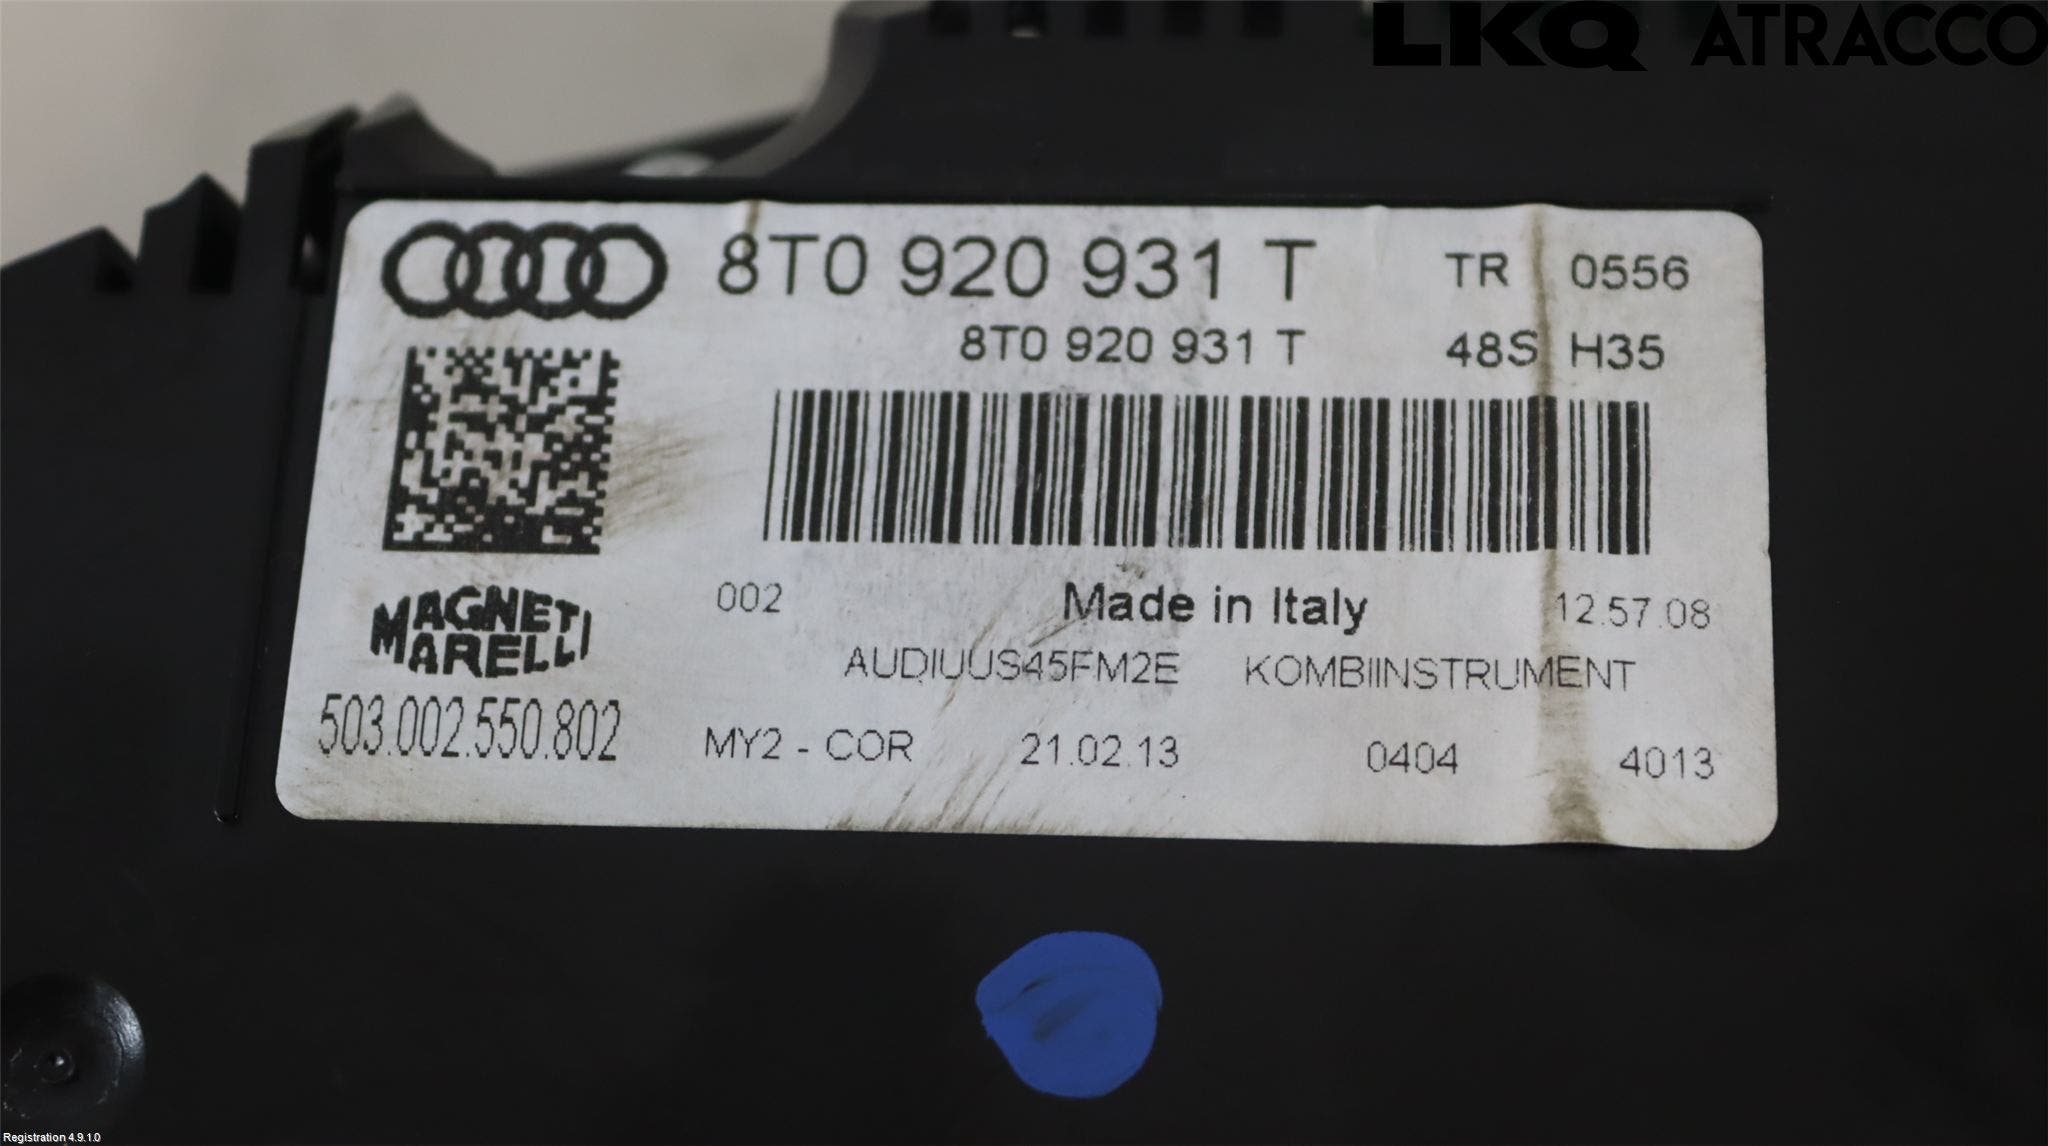 LKQ ATRACCO
8T0 920 931 T TR 0556
8T0 920 931 T 48S H35
002 Made in Italy 12.57.08
MAGNETI
MARELLI
AUDIUUS45FM2E KOMBIINSTRUMENT
503.002.550.802
MY2 - COR 21.02.13 0404 4013
Registration 4.9.1.0